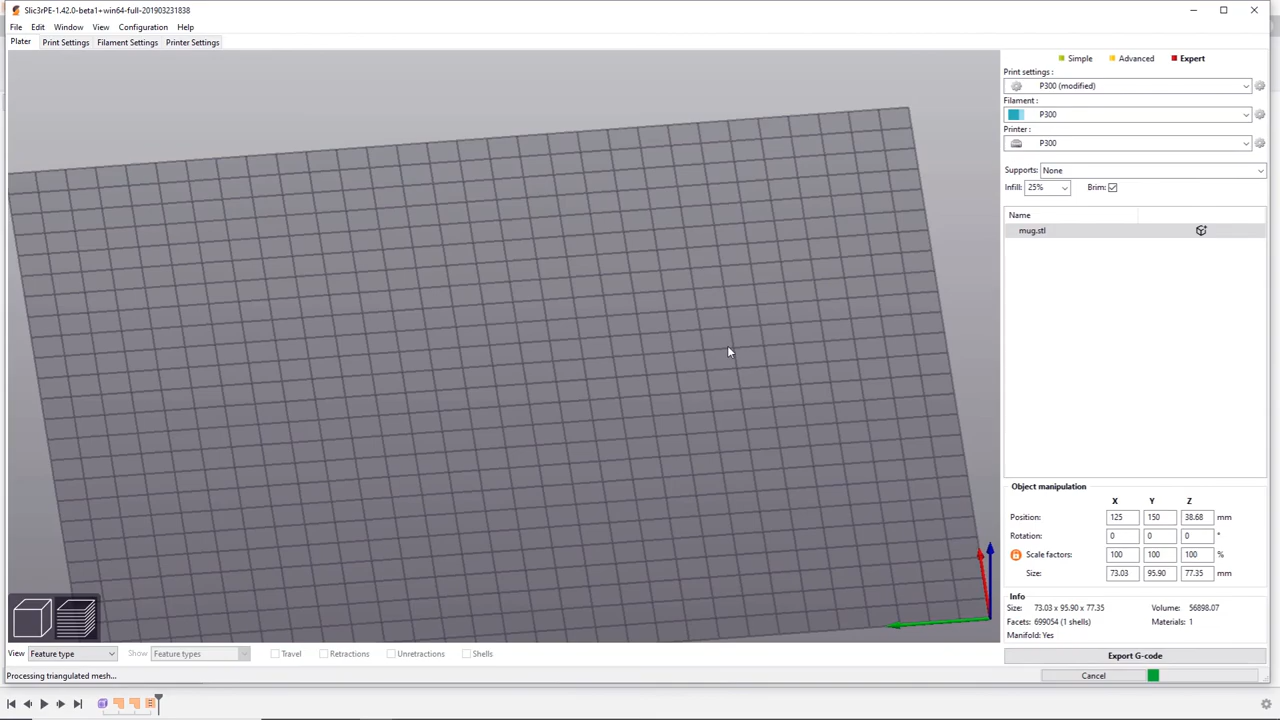 Slic3rPE-1.42.0-beta1+win64-full-201903231838
File Edit Window View Configuration Help
Plater Print Settings Filament Settings Printer Settings
Simple Advanced Expert
Print settings :
P300 (modified)
Filament :
P300
Printer :
P300
Supports: None
Infill: 25% Brim:
Name
mug.stl
Object manipulation
X Y Z
Position: 125 150 38.68 mm
Rotation: 0 0 0 °
Scale factors: 100 100 100 %
Size: 73.03 95.90 77.35 mm
Info
Size: 73.03 x 95.90 x 77.35 Volume: 56898.07
Facets: 699054 (1 shells) Materials: 1
Manifold: Yes
View Feature type Show Feature types Travel Retractions Unretractions Shells
Export G-code
Processing triangulated mesh... Cancel